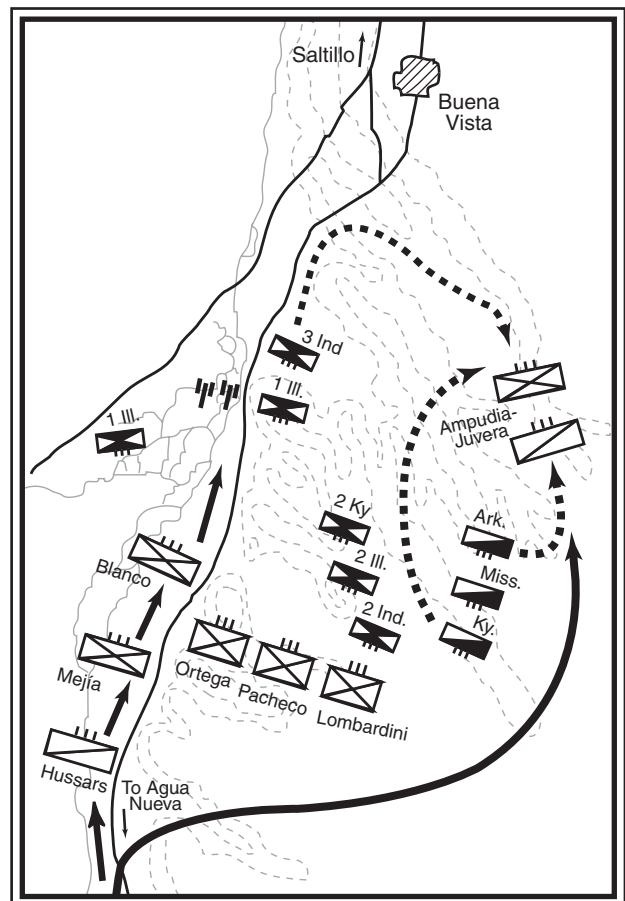 Saltillo
Buena
Vista
3 Ind
1 Ill.
1 Ill.
Ampudia-
Juvera
2 Ky
Ark.
2 Ill.
Miss.
Blanco
2 Ind.
Ky.
Mejía
Ortega
Pacheco
Lombardini
Hussars
To Agua
Nueva